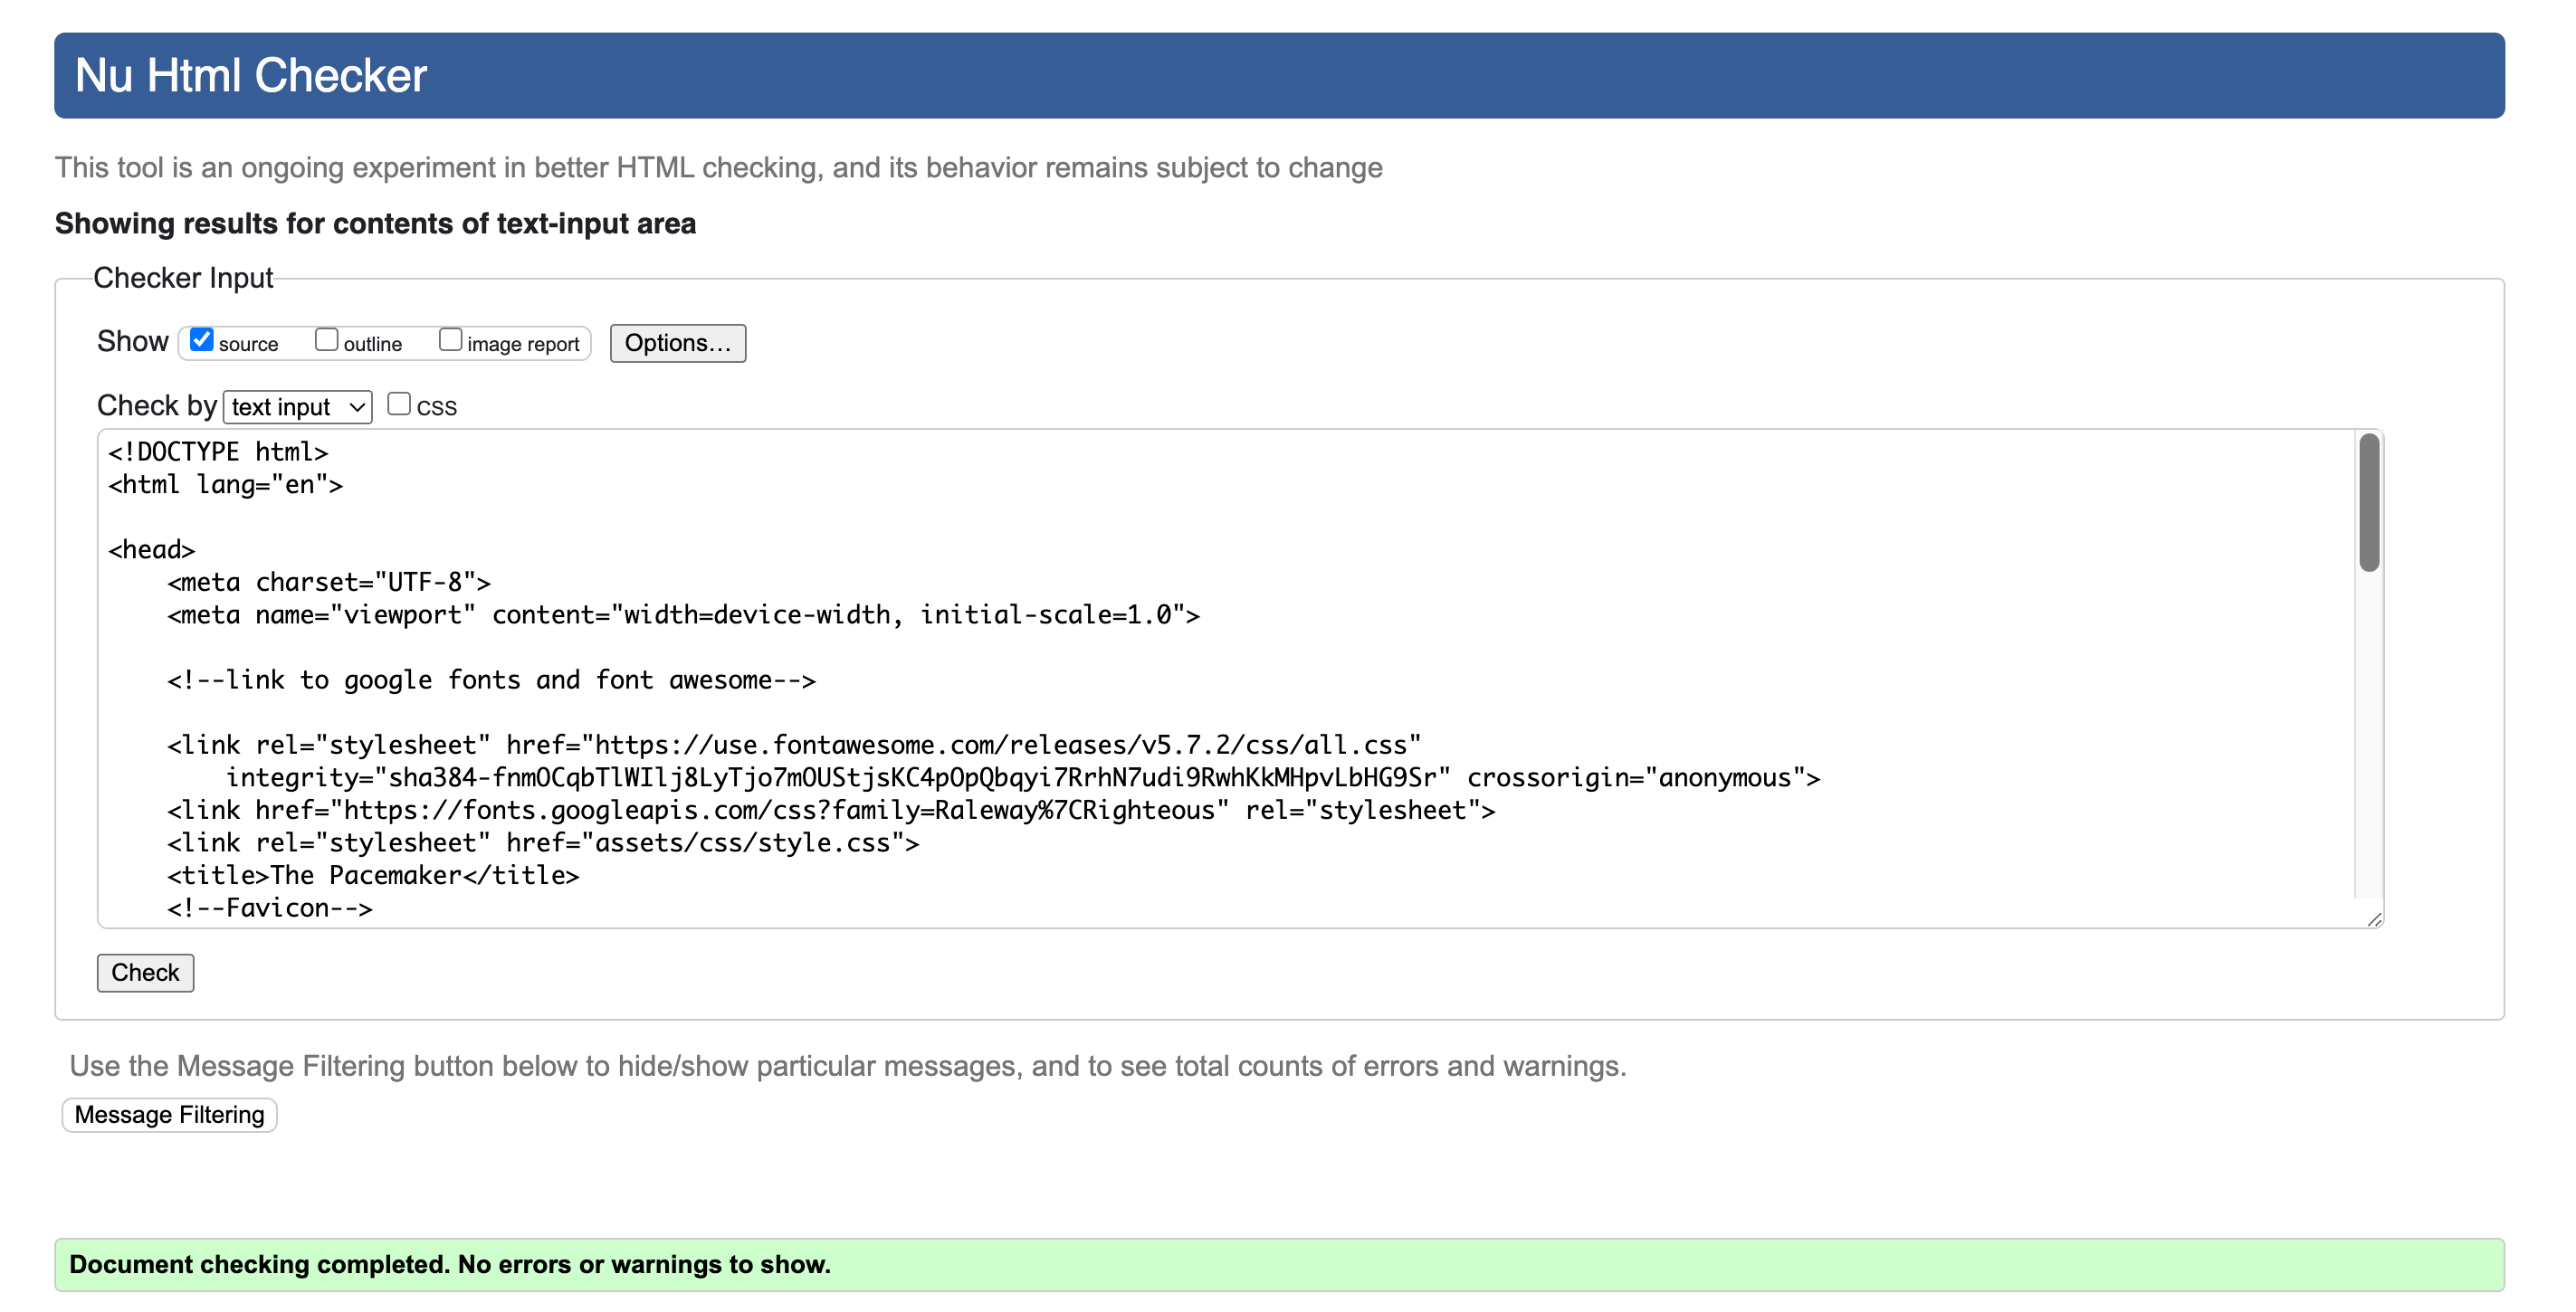 Nu Html Checker
This tool is an ongoing experiment in better HTML checking, and its behavior remains subject to change
Showing results for contents of text-input area
Checker Input
Show source outline image report Options...
Check by text input CSS
<!DOCTYPE html>
<html lang="en">
<head>
<meta charset="UTF-8">
<meta name="viewport" content="width=device-width, initial-scale=1.0">
<!--link to google fonts and font awesome-->
<link rel="stylesheet" href="https://use.fontawesome.com/releases/v5.7.2/css/all.css"
integrity="sha384-fnmOCqbTlWIlj8LyTjo7mOUStjsKC4pOpQbqyi7RrhN7udi9RwhKkMHpvLbHG9Sr" crossorigin="anonymous">
<link href="https://fonts.googleapis.com/css?family=Raleway%7CRighteous" rel="stylesheet">
<link rel="stylesheet" href="assets/css/style.css">
<title>The Pacemaker</title>
<!--Favicon-->
Check
Use the Message Filtering button below to hide/show particular messages, and to see total counts of errors and warnings.
Message Filtering
Document checking completed. No errors or warnings to show.